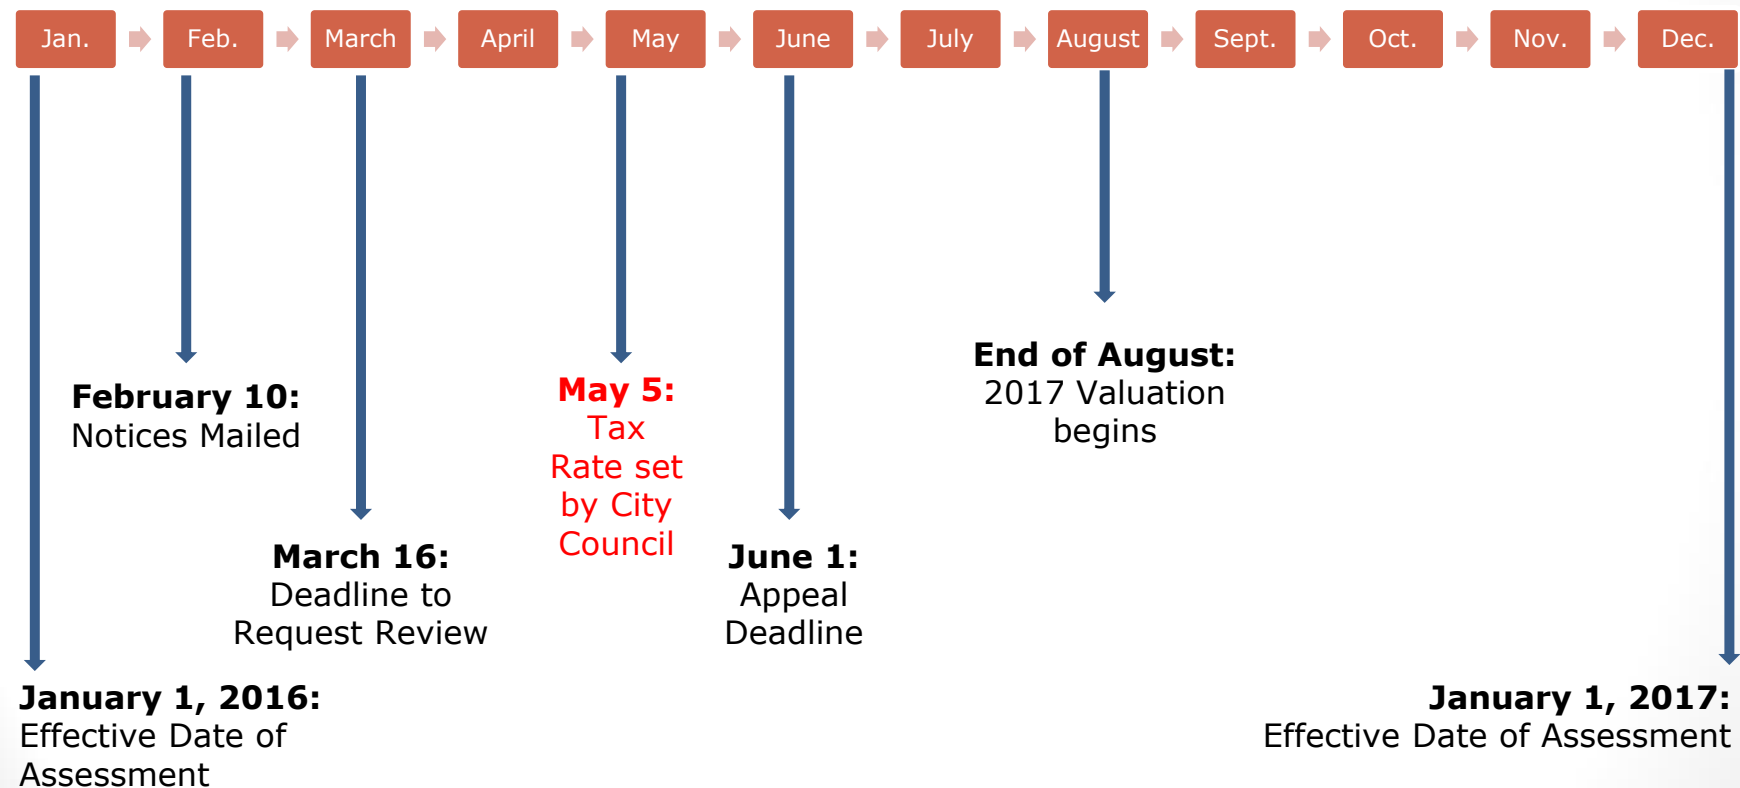 Jan.
Feb.
March
April
May
June
July
August
Sept.
Oct.
Nov.
Dec.
January 1, 2016:
Effective Date of
Assessment
February 10:
Notices Mailed
March 16:
Deadline to
Request Review
May 5:
Tax
Rate set
by City
Council
June 1:
Appeal
Deadline
End of August:
2017 Valuation
begins
January 1, 2017:
Effective Date of Assessment